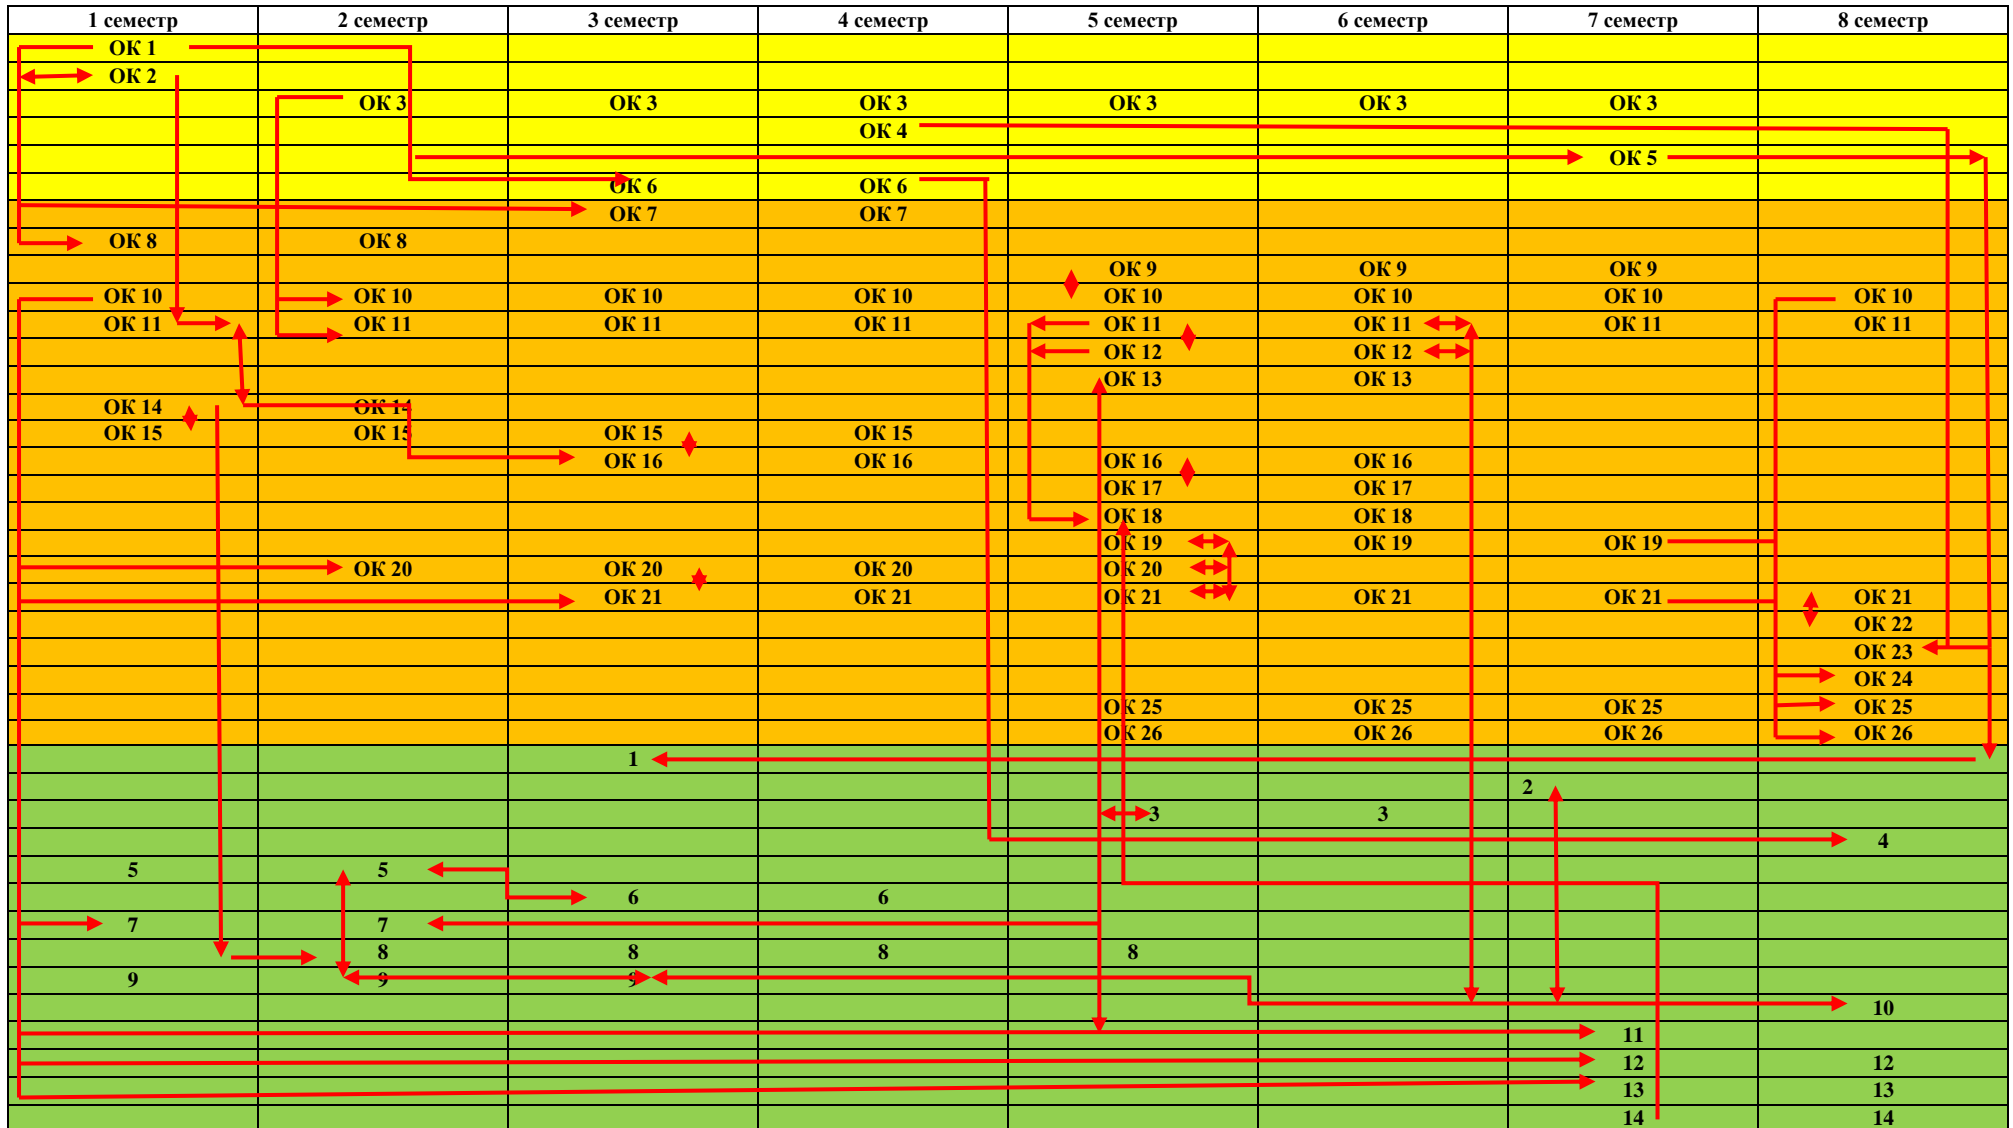 1 семестр 2 семестр 3 семестр 4 семестр 5 семестр 6 семестр 7 семестр 8 семестр
ОК 1
ОК 2
ОК 3 ОК 3 ОК 3 ОК 3 ОК 3 ОК 3
ОК 4
ОК 5
ОК 6 ОК 6
ОК 7 ОК 7
ОК 8 ОК 8
ОК 9 ОК 9 ОК 9
ОК 10 ОК 10 ОК 10 ОК 10 ОК 10 ОК 10 ОК 10 ОК 10
ОК 11 ОК 11 ОК 11 ОК 11 ОК 11 ОК 11 ОК 11 ОК 11
ОК 12 ОК 12
ОК 13 ОК 13
ОК 14 ОК 14
ОК 15 ОК 15 ОК 15 ОК 15
ОК 16 ОК 16 ОК 16 ОК 16
ОК 17 ОК 17
ОК 18 ОК 18
ОК 19 ОК 19 ОК 19
ОК 20 ОК 20 ОК 20 ОК 20
ОК 21 ОК 21 ОК 21 ОК 21 ОК 21 ОК 21
ОК 22
ОК 23
ОК 24
ОК 25 ОК 25 ОК 25 ОК 25
ОК 26 ОК 26 ОК 26 ОК 26
1
2
3 3
4
5 5
6 6
7 7
8 8 8 8
9 9 9
10
11
12 12
13 13
14 14